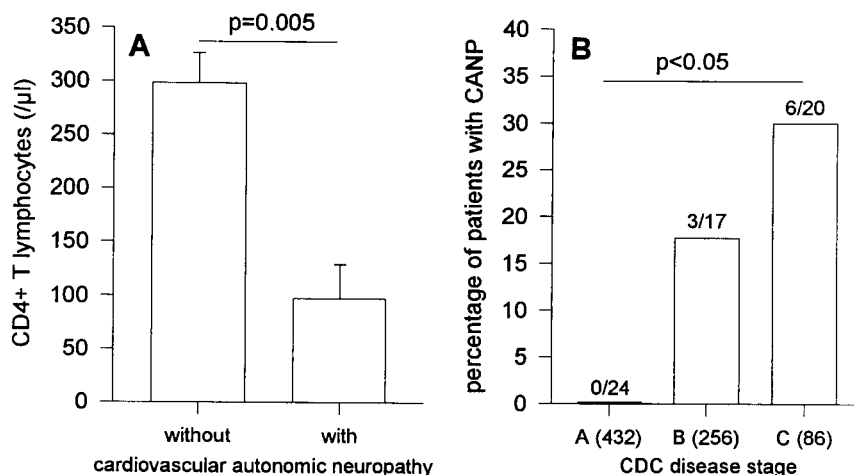 A
p=0.005
CD4+ T lymphocytes (/µl)
350
300
250
200
150
100
50
0
without with
cardiovascular autonomic neuropathy
B
p<0.05
percentage of patients with CANP
40
35
30
25
20
15
10
5
0
0/24
3/17
6/20
A (432) B (256) C (86)
CDC disease stage